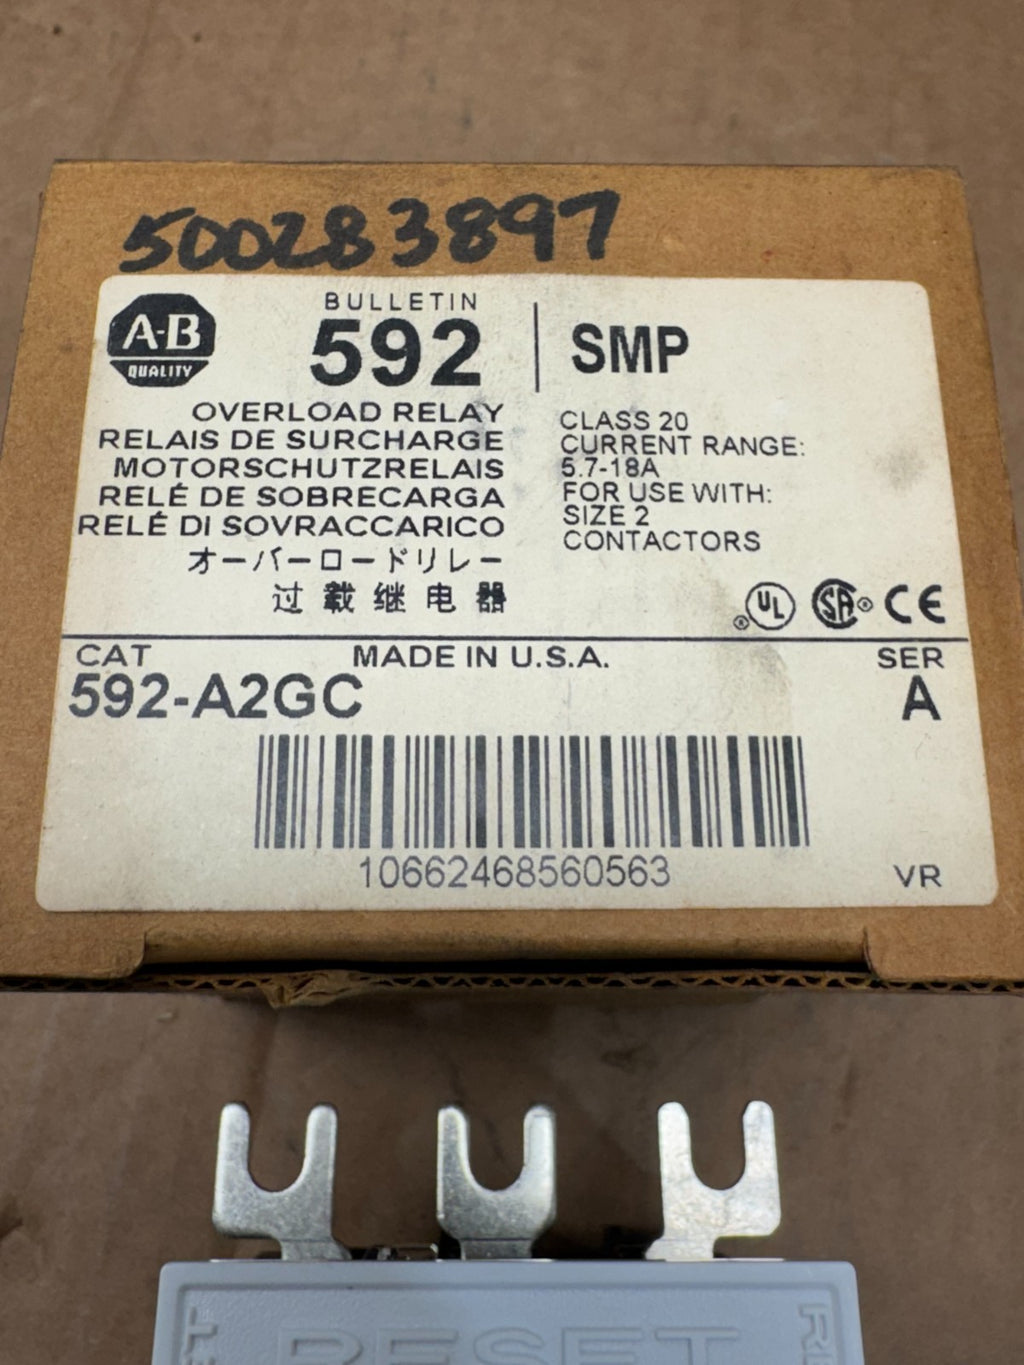 500283897
A-B
QUALITY
BULLETIN
592
SMP
OVERLOAD RELAY
RELAIS DE SURCHARGE
MOTORSCHUTZRELAIS
RELÉ DE SOBRECARGA
RELÉ DI SOVRACCARICO
オーバーロードリレー
过载继电器
CLASS 20
CURRENT RANGE:
5.7-18A
FOR USE WITH:
SIZE 2
CONTACTORS
® UL SA ® CE
CAT
MADE IN U.S.A.
SER
592-A2GC
A
10662468560563
VR
RESET